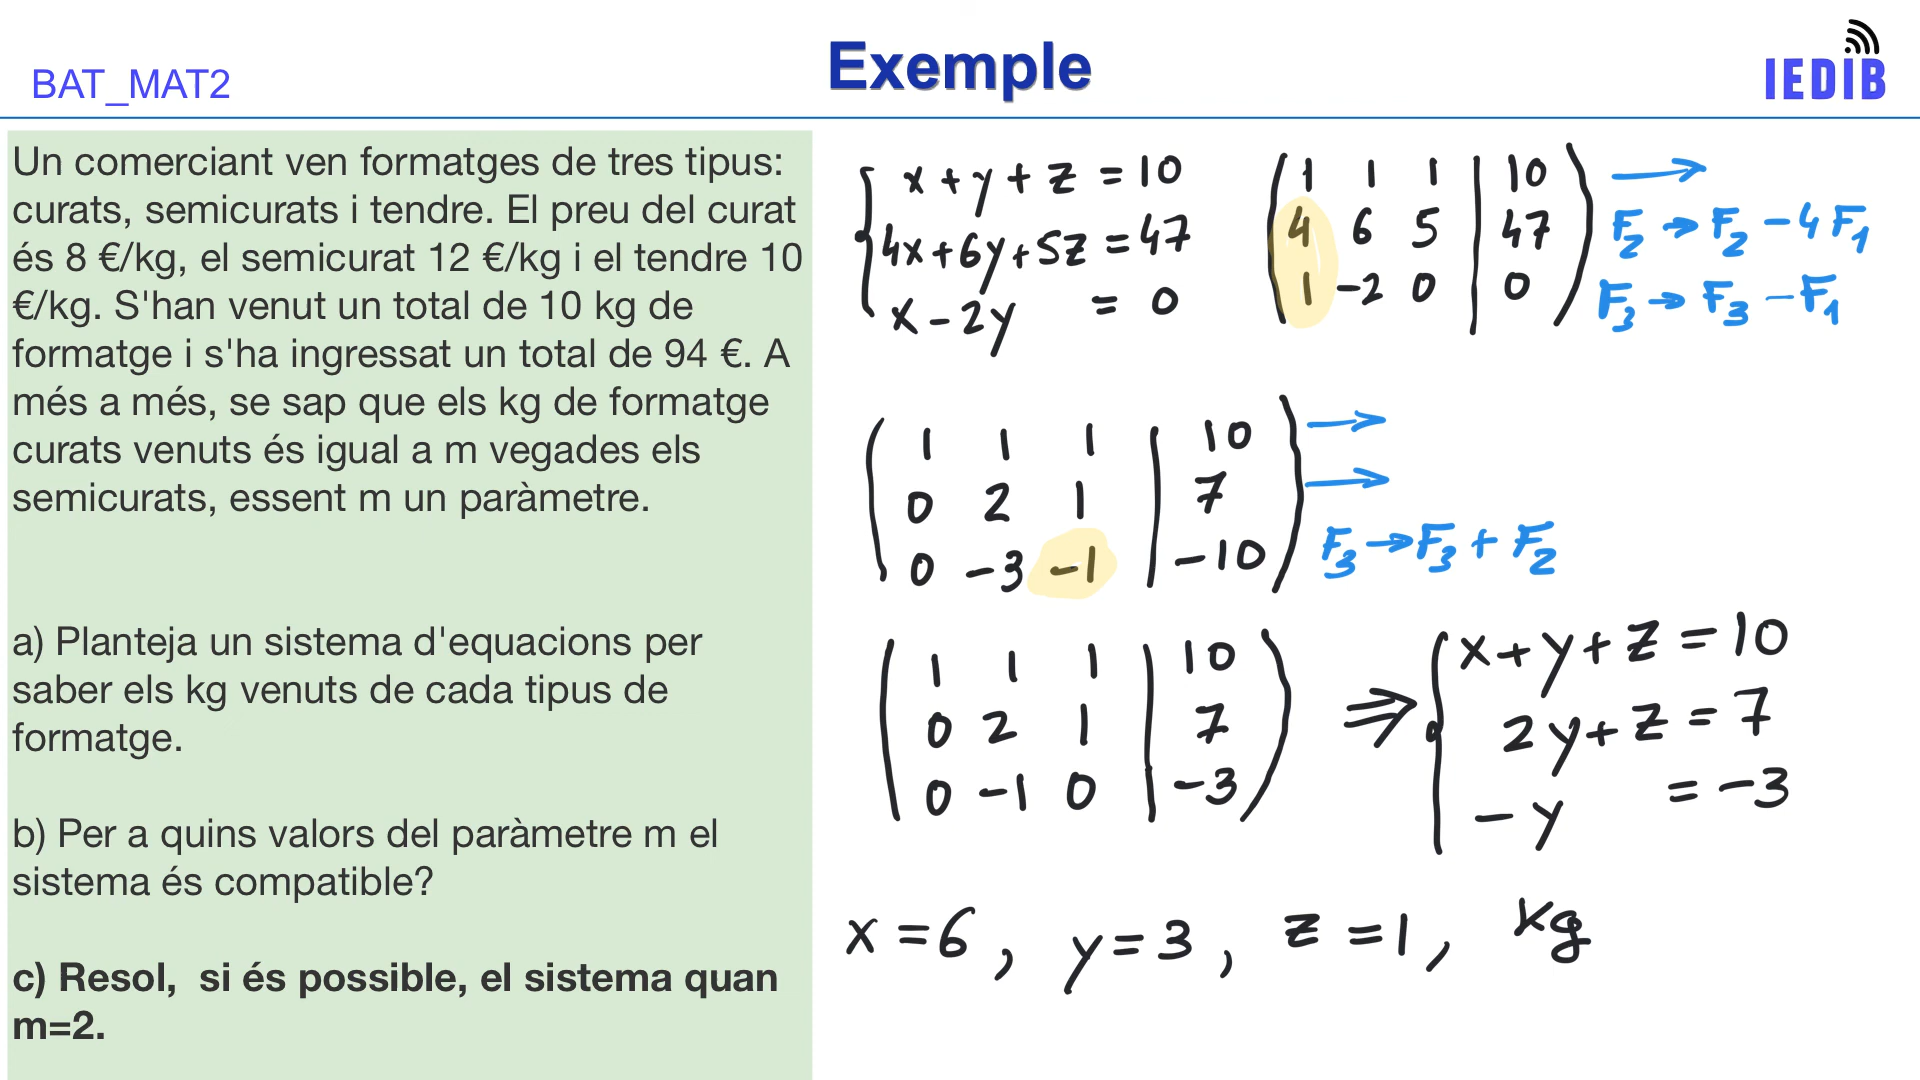 BAT_MAT2
Exemple
IEDIB
Un comerciant ven formatges de tres tipus:
curats, semicurats i tendre. El preu del curat
és 8 €/kg, el semicurat 12 €/kg i el tendre 10
€/kg. S'han venut un total de 10 kg de
formatge i s'ha ingressat un total de 94 €. A
més a més, se sap que els kg de formatge
curats venuts és igual a m vegades els
semicurats, essent m un paràmetre.
a) Planteja un sistema d'equacions per
saber els kg venuts de cada tipus de
formatge.
b) Per a quins valors del paràmetre m el
sistema és compatible?
c) Resol,  si és possible, el sistema quan
m=2.
x + y + z = 10
4x + 6y + 5z = 47
x - 2y = 0
1 1 1 | 10 →
4 6 5 | 47 F₂ → F₂ - 4F₁
1 -2 0 | 0 F₃ → F₃ - F₁
1 1 1 | 10 →
0 2 1 | 7 →
0 -3 -1 | -10 F₃ → F₃ + F₂
1 1 1 | 10
0 2 1 | 7
0 -1 0 | -3
⇒
x + y + z = 10
2y + z = 7
- y = -3
x = 6, y = 3, z = 1, kg